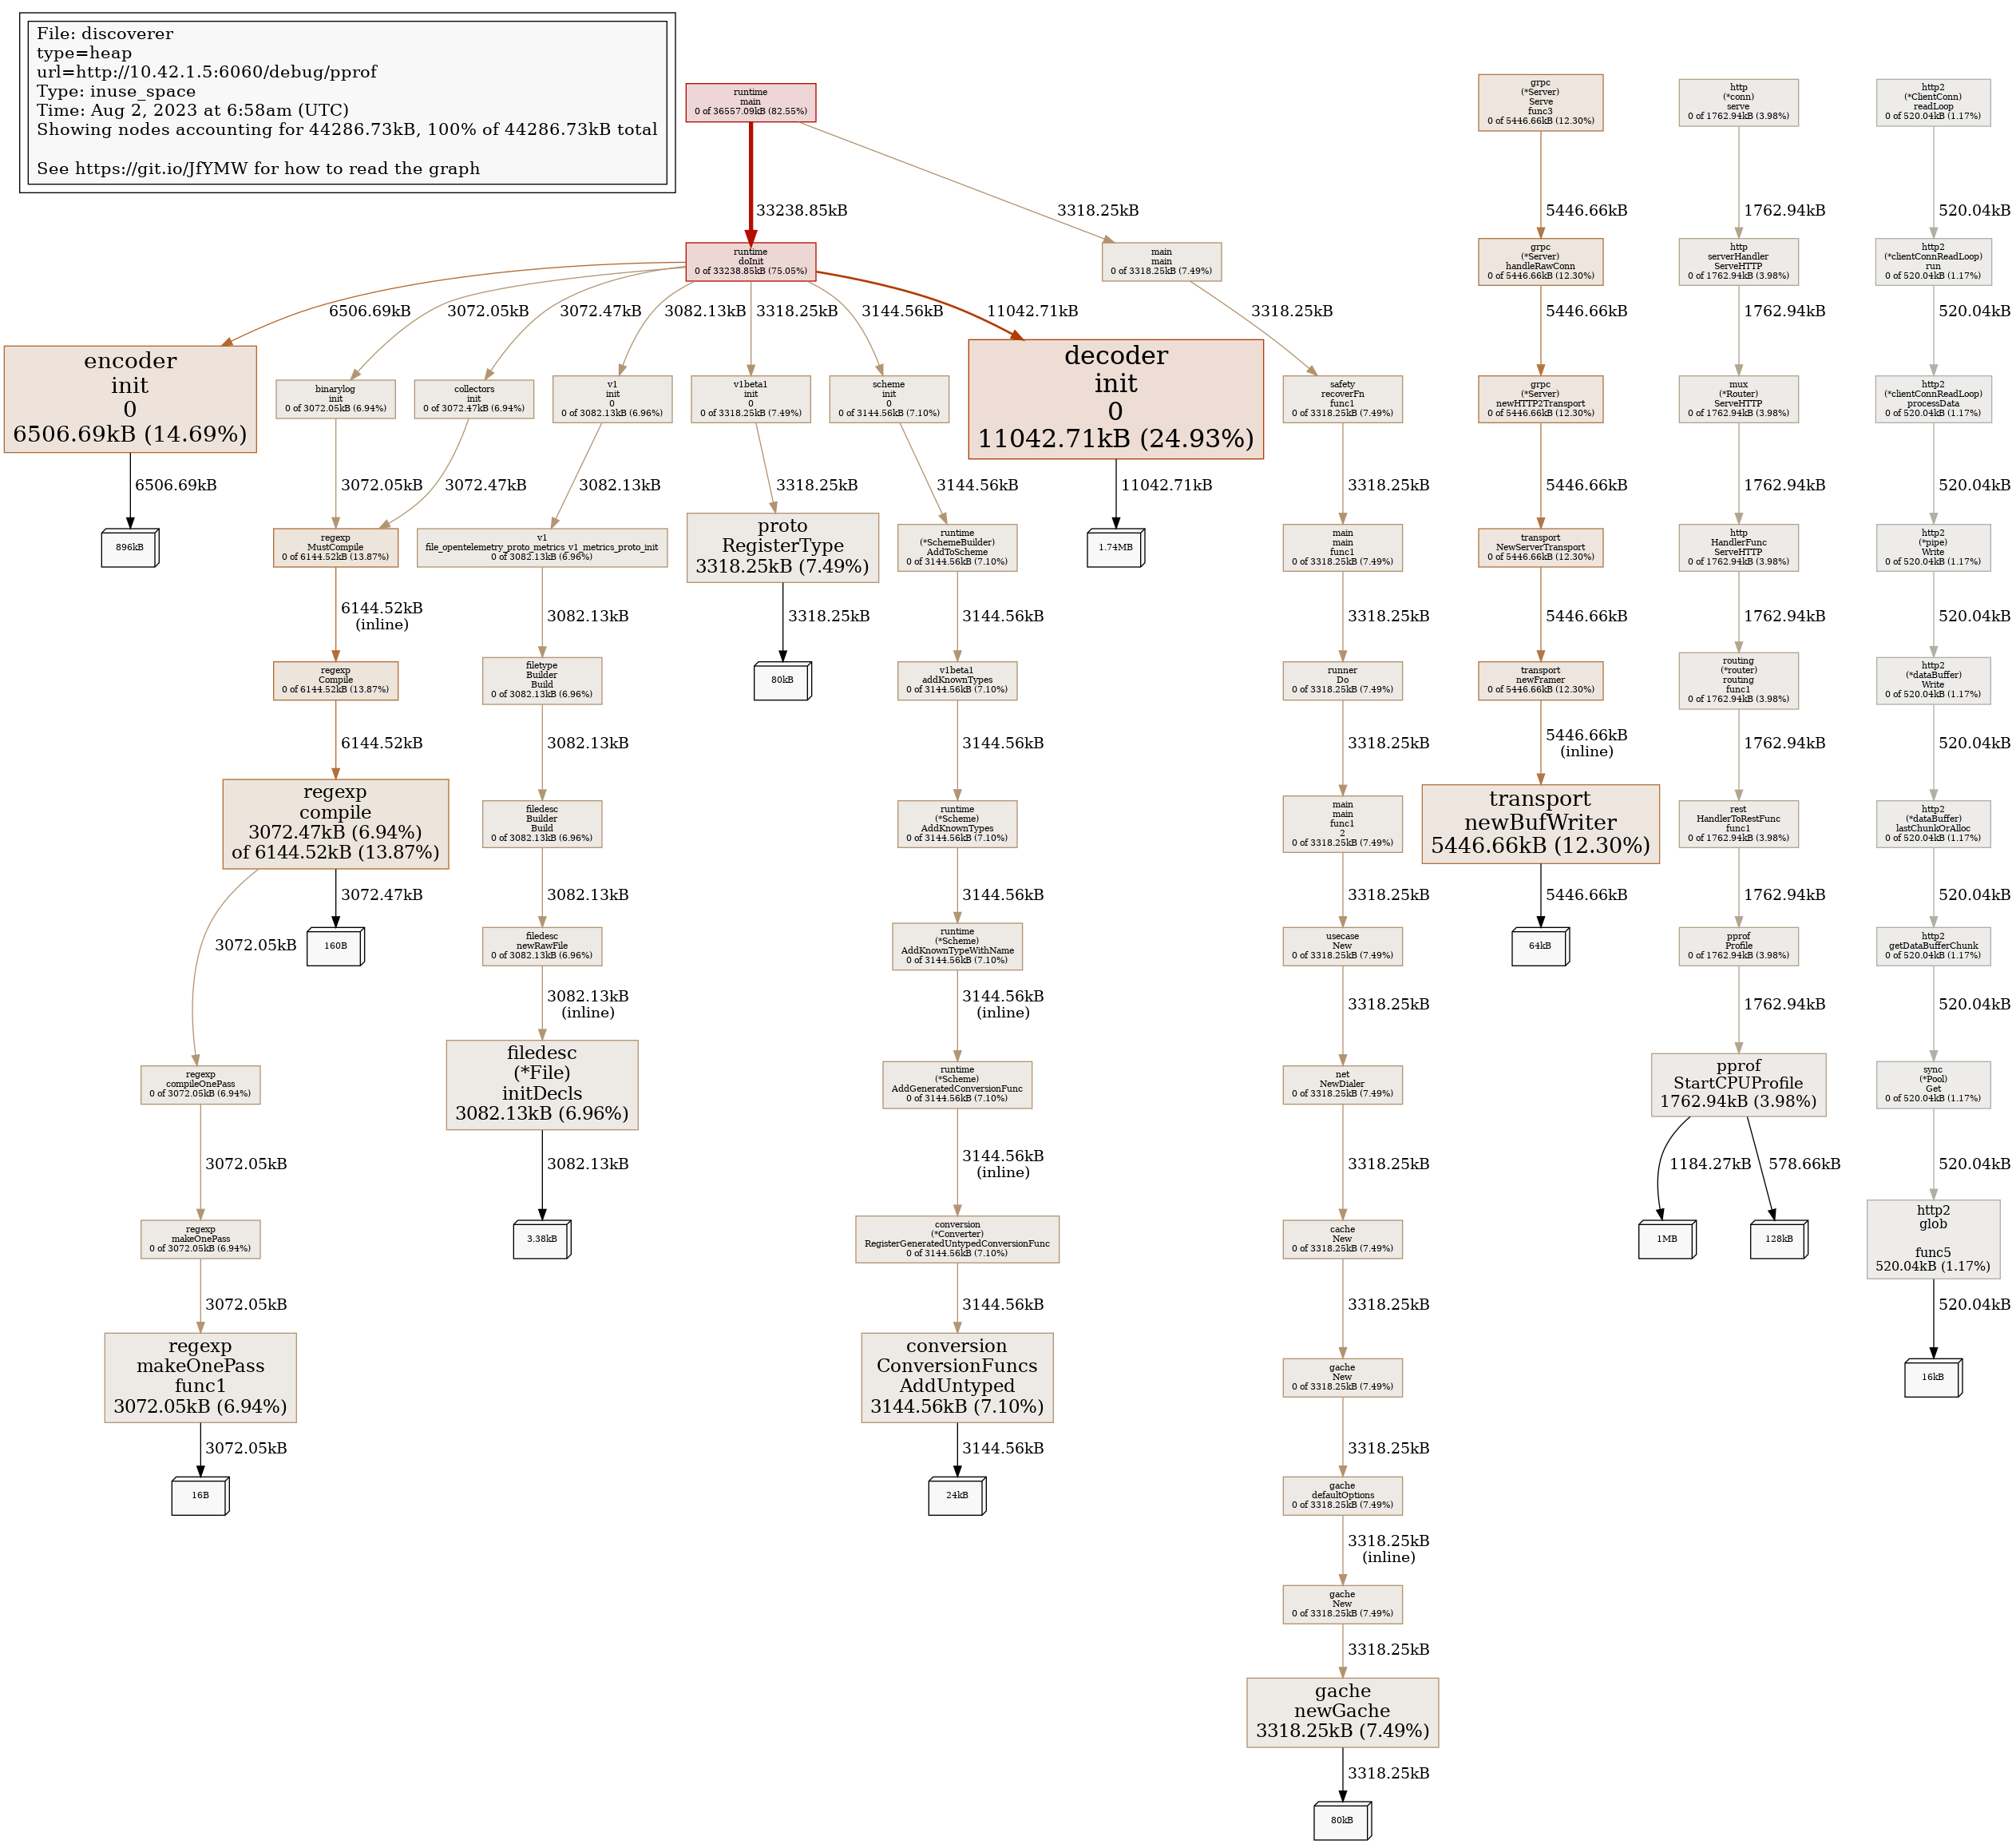 File: discoverer
type=heap
url=http://10.42.1.5:6060/debug/pprof
Type: inuse_space
Time: Aug 2, 2023 at 6:58am (UTC)
Showing nodes accounting for 44286.73kB, 100% of 44286.73kB total
See https://git.io/JfYMW for how to read the graph
runtime
main
0 of 36557.09kB (82.55%)
grpc
(*Server)
Serve
func3
0 of 5446.66kB (12.30%)
http
(*conn)
serve
0 of 1762.94kB (3.98%)
http2
(*ClientConn)
readLoop
0 of 520.04kB (1.17%)
33238.85kB
3318.25kB
5446.66kB
1762.94kB
520.04kB
runtime
doInit
0 of 33238.85kB (75.05%)
main
main
0 of 3318.25kB (7.49%)
grpc
(*Server)
handleRawConn
0 of 5446.66kB (12.30%)
http
serverHandler
ServeHTTP
0 of 1762.94kB (3.98%)
http2
(*clientConnReadLoop)
run
0 of 520.04kB (1.17%)
6506.69kB
3072.05kB
3072.47kB
3082.13kB
3318.25kB
3144.56kB
11042.71kB
3318.25kB
5446.66kB
1762.94kB
520.04kB
encoder
init
0
6506.69kB (14.69%)
binarylog
init
0 of 3072.05kB (6.94%)
collectors
init
0 of 3072.47kB (6.94%)
v1
init
0
0 of 3082.13kB (6.96%)
v1beta1
init
0
0 of 3318.25kB (7.49%)
scheme
init
0
0 of 3144.56kB (7.10%)
decoder
init
0
11042.71kB (24.93%)
safety
recoverFn
func1
0 of 3318.25kB (7.49%)
grpc
(*Server)
newHTTP2Transport
0 of 5446.66kB (12.30%)
mux
(*Router)
ServeHTTP
0 of 1762.94kB (3.98%)
http2
(*clientConnReadLoop)
processData
0 of 520.04kB (1.17%)
6506.69kB
3072.05kB
3072.47kB
3082.13kB
3318.25kB
3144.56kB
11042.71kB
3318.25kB
5446.66kB
1762.94kB
520.04kB
896kB
regexp
MustCompile
0 of 6144.52kB (13.87%)
v1
file_opentelemetry_proto_metrics_v1_metrics_proto_init
0 of 3082.13kB (6.96%)
proto
RegisterType
3318.25kB (7.49%)
runtime
(*SchemeBuilder)
AddToScheme
0 of 3144.56kB (7.10%)
1.74MB
main
main
func1
0 of 3318.25kB (7.49%)
transport
NewServerTransport
0 of 5446.66kB (12.30%)
http
HandlerFunc
ServeHTTP
0 of 1762.94kB (3.98%)
http2
(*pipe)
Write
0 of 520.04kB (1.17%)
6144.52kB
(inline)
3082.13kB
3318.25kB
3144.56kB
3318.25kB
5446.66kB
1762.94kB
520.04kB
regexp
Compile
0 of 6144.52kB (13.87%)
filetype
Builder
Build
0 of 3082.13kB (6.96%)
80kB
v1beta1
addKnownTypes
0 of 3144.56kB (7.10%)
runner
Do
0 of 3318.25kB (7.49%)
transport
newFramer
0 of 5446.66kB (12.30%)
routing
(*router)
routing
func1
0 of 1762.94kB (3.98%)
http2
(*dataBuffer)
Write
0 of 520.04kB (1.17%)
6144.52kB
3082.13kB
3144.56kB
3318.25kB
5446.66kB
(inline)
1762.94kB
520.04kB
regexp
compile
3072.47kB (6.94%)
of 6144.52kB (13.87%)
filedesc
Builder
Build
0 of 3082.13kB (6.96%)
runtime
(*Scheme)
AddKnownTypes
0 of 3144.56kB (7.10%)
main
main
func1
2
0 of 3318.25kB (7.49%)
transport
newBufWriter
5446.66kB (12.30%)
rest
HandlerToRestFunc
func1
0 of 1762.94kB (3.98%)
http2
(*dataBuffer)
lastChunkOrAlloc
0 of 520.04kB (1.17%)
3072.05kB
3072.47kB
3082.13kB
3144.56kB
3318.25kB
5446.66kB
1762.94kB
520.04kB
160B
filedesc
newRawFile
0 of 3082.13kB (6.96%)
runtime
(*Scheme)
AddKnownTypeWithName
0 of 3144.56kB (7.10%)
usecase
New
0 of 3318.25kB (7.49%)
64kB
pprof
Profile
0 of 1762.94kB (3.98%)
http2
getDataBufferChunk
0 of 520.04kB (1.17%)
3082.13kB
(inline)
3144.56kB
(inline)
3318.25kB
1762.94kB
520.04kB
regexp
compileOnePass
0 of 3072.05kB (6.94%)
filedesc
(*File)
initDecls
3082.13kB (6.96%)
runtime
(*Scheme)
AddGeneratedConversionFunc
0 of 3144.56kB (7.10%)
net
NewDialer
0 of 3318.25kB (7.49%)
pprof
StartCPUProfile
1762.94kB (3.98%)
sync
(*Pool)
Get
0 of 520.04kB (1.17%)
3072.05kB
3082.13kB
3144.56kB
(inline)
3318.25kB
1184.27kB
578.66kB
520.04kB
regexp
makeOnePass
0 of 3072.05kB (6.94%)
3.38kB
conversion
(*Converter)
RegisterGeneratedUntypedConversionFunc
0 of 3144.56kB (7.10%)
cache
New
0 of 3318.25kB (7.49%)
1MB
128kB
http2
glob
func5
520.04kB (1.17%)
3072.05kB
3144.56kB
3318.25kB
520.04kB
regexp
makeOnePass
func1
3072.05kB (6.94%)
conversion
ConversionFuncs
AddUntyped
3144.56kB (7.10%)
gache
New
0 of 3318.25kB (7.49%)
16kB
3072.05kB
3144.56kB
3318.25kB
16B
24kB
gache
defaultOptions
0 of 3318.25kB (7.49%)
3318.25kB
(inline)
gache
New
0 of 3318.25kB (7.49%)
3318.25kB
gache
newGache
3318.25kB (7.49%)
3318.25kB
80kB